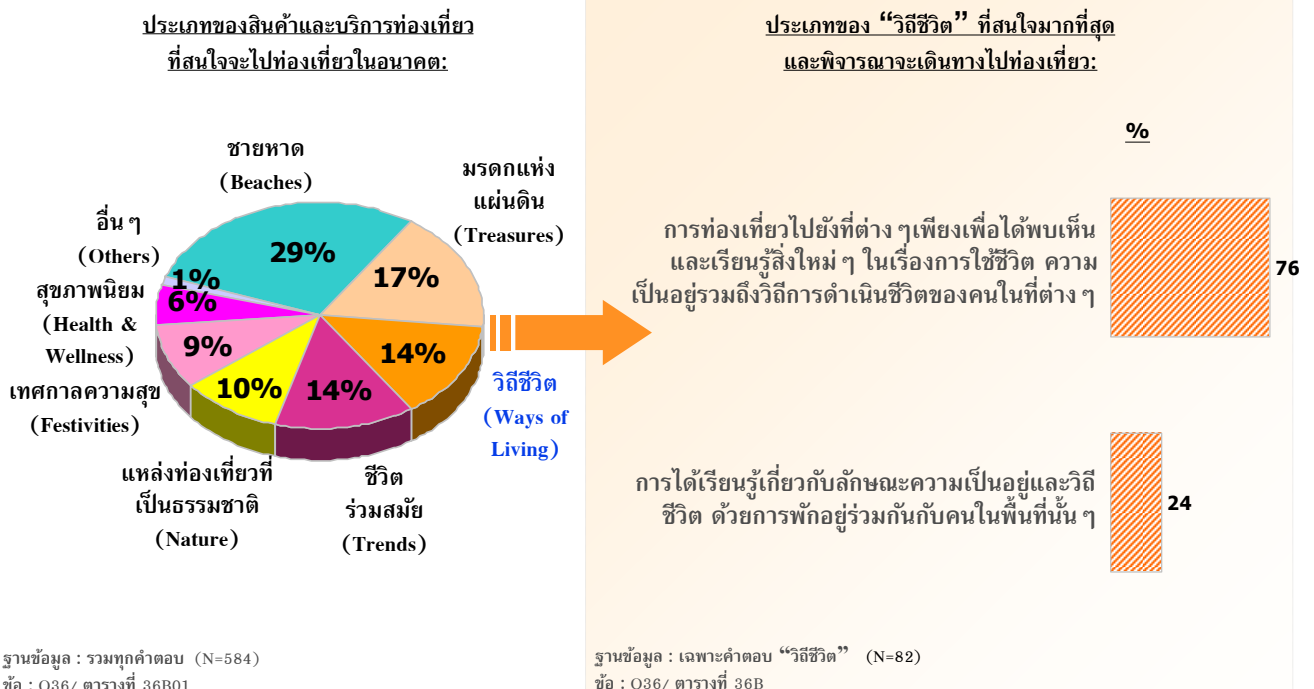 ประเภทของสินค้าและบริการท่องเที่ยว
ที่สนใจจะไปท่องเที่ยวในอนาคต:
ชายหาด
(Beaches)
มรดกแห่ง
แผ่นดิน
(Treasures)
อื่น ๆ
(Others)
สุขภาพนิยม
(Health &
Wellness)
เทศกาลความสุข
(Festivities)
แหล่งท่องเที่ยวที่
เป็นธรรมชาติ
(Nature)
ชีวิต
ร่วมสมัย
(Trends)
วิถีชีวิต
(Ways of
Living)
29%
17%
14%
14%
10%
9%
6%
1%
ฐานข้อมูล : รวมทุกคำตอบ (N=584)
ข้อ : Q36/ ตารางที่ 36B01
ประเภทของ “วิถีชีวิต” ที่สนใจมากที่สุด
และพิจารณาจะเดินทางไปท่องเที่ยว:
%
การท่องเที่ยวไปยังที่ต่าง ๆเพียงเพื่อได้พบเห็น
และเรียนรู้สิ่งใหม่ ๆ ในเรื่องการใช้ชีวิต ความ
เป็นอยู่รวมถึงวิถีการดำเนินชีวิตของคนในที่ต่าง ๆ
76
การได้เรียนรู้เกี่ยวกับลักษณะความเป็นอยู่และวิถี
ชีวิต ด้วยการพักอยู่ร่วมกันกับคนในพื้นที่นั้น ๆ
24
ฐานข้อมูล : เฉพาะคำตอบ “วิถีชีวิต” (N=82)
ข้อ : Q36/ ตารางที่ 36B